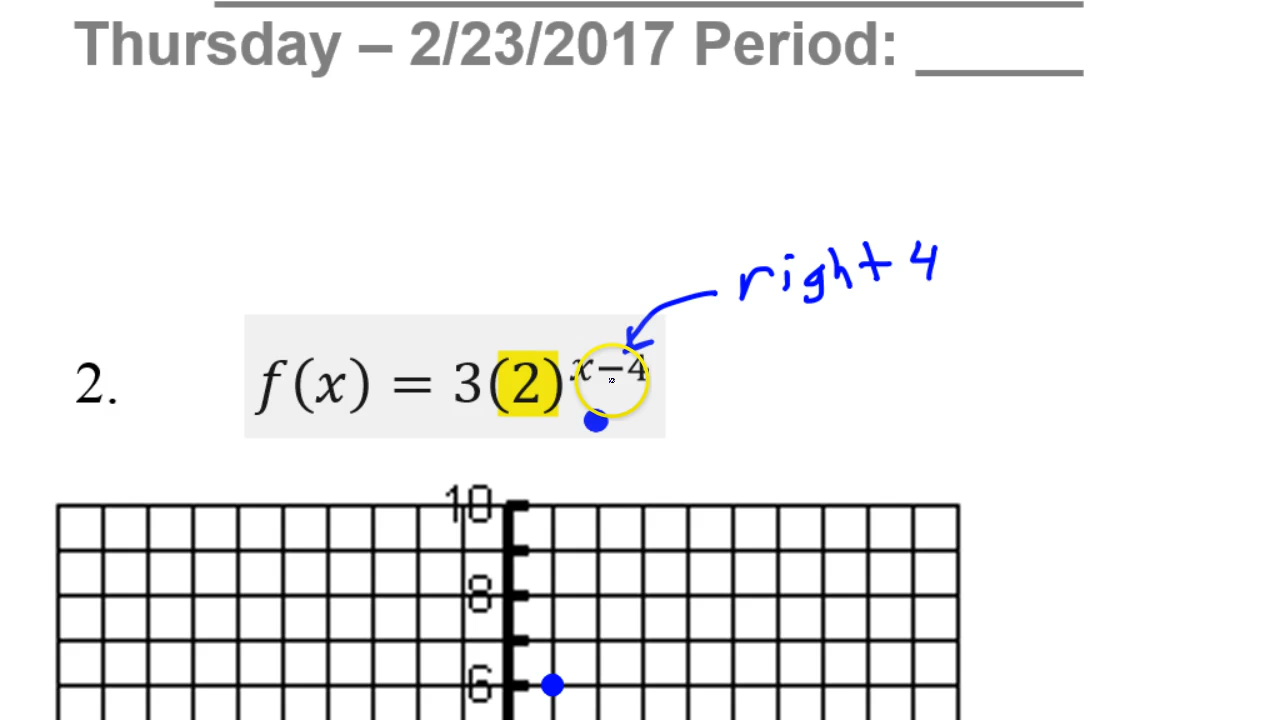 Thursday – 2/23/2017 Period: _____
right 4
2. f(x) = 3(2)^{x−4}
10
8
6